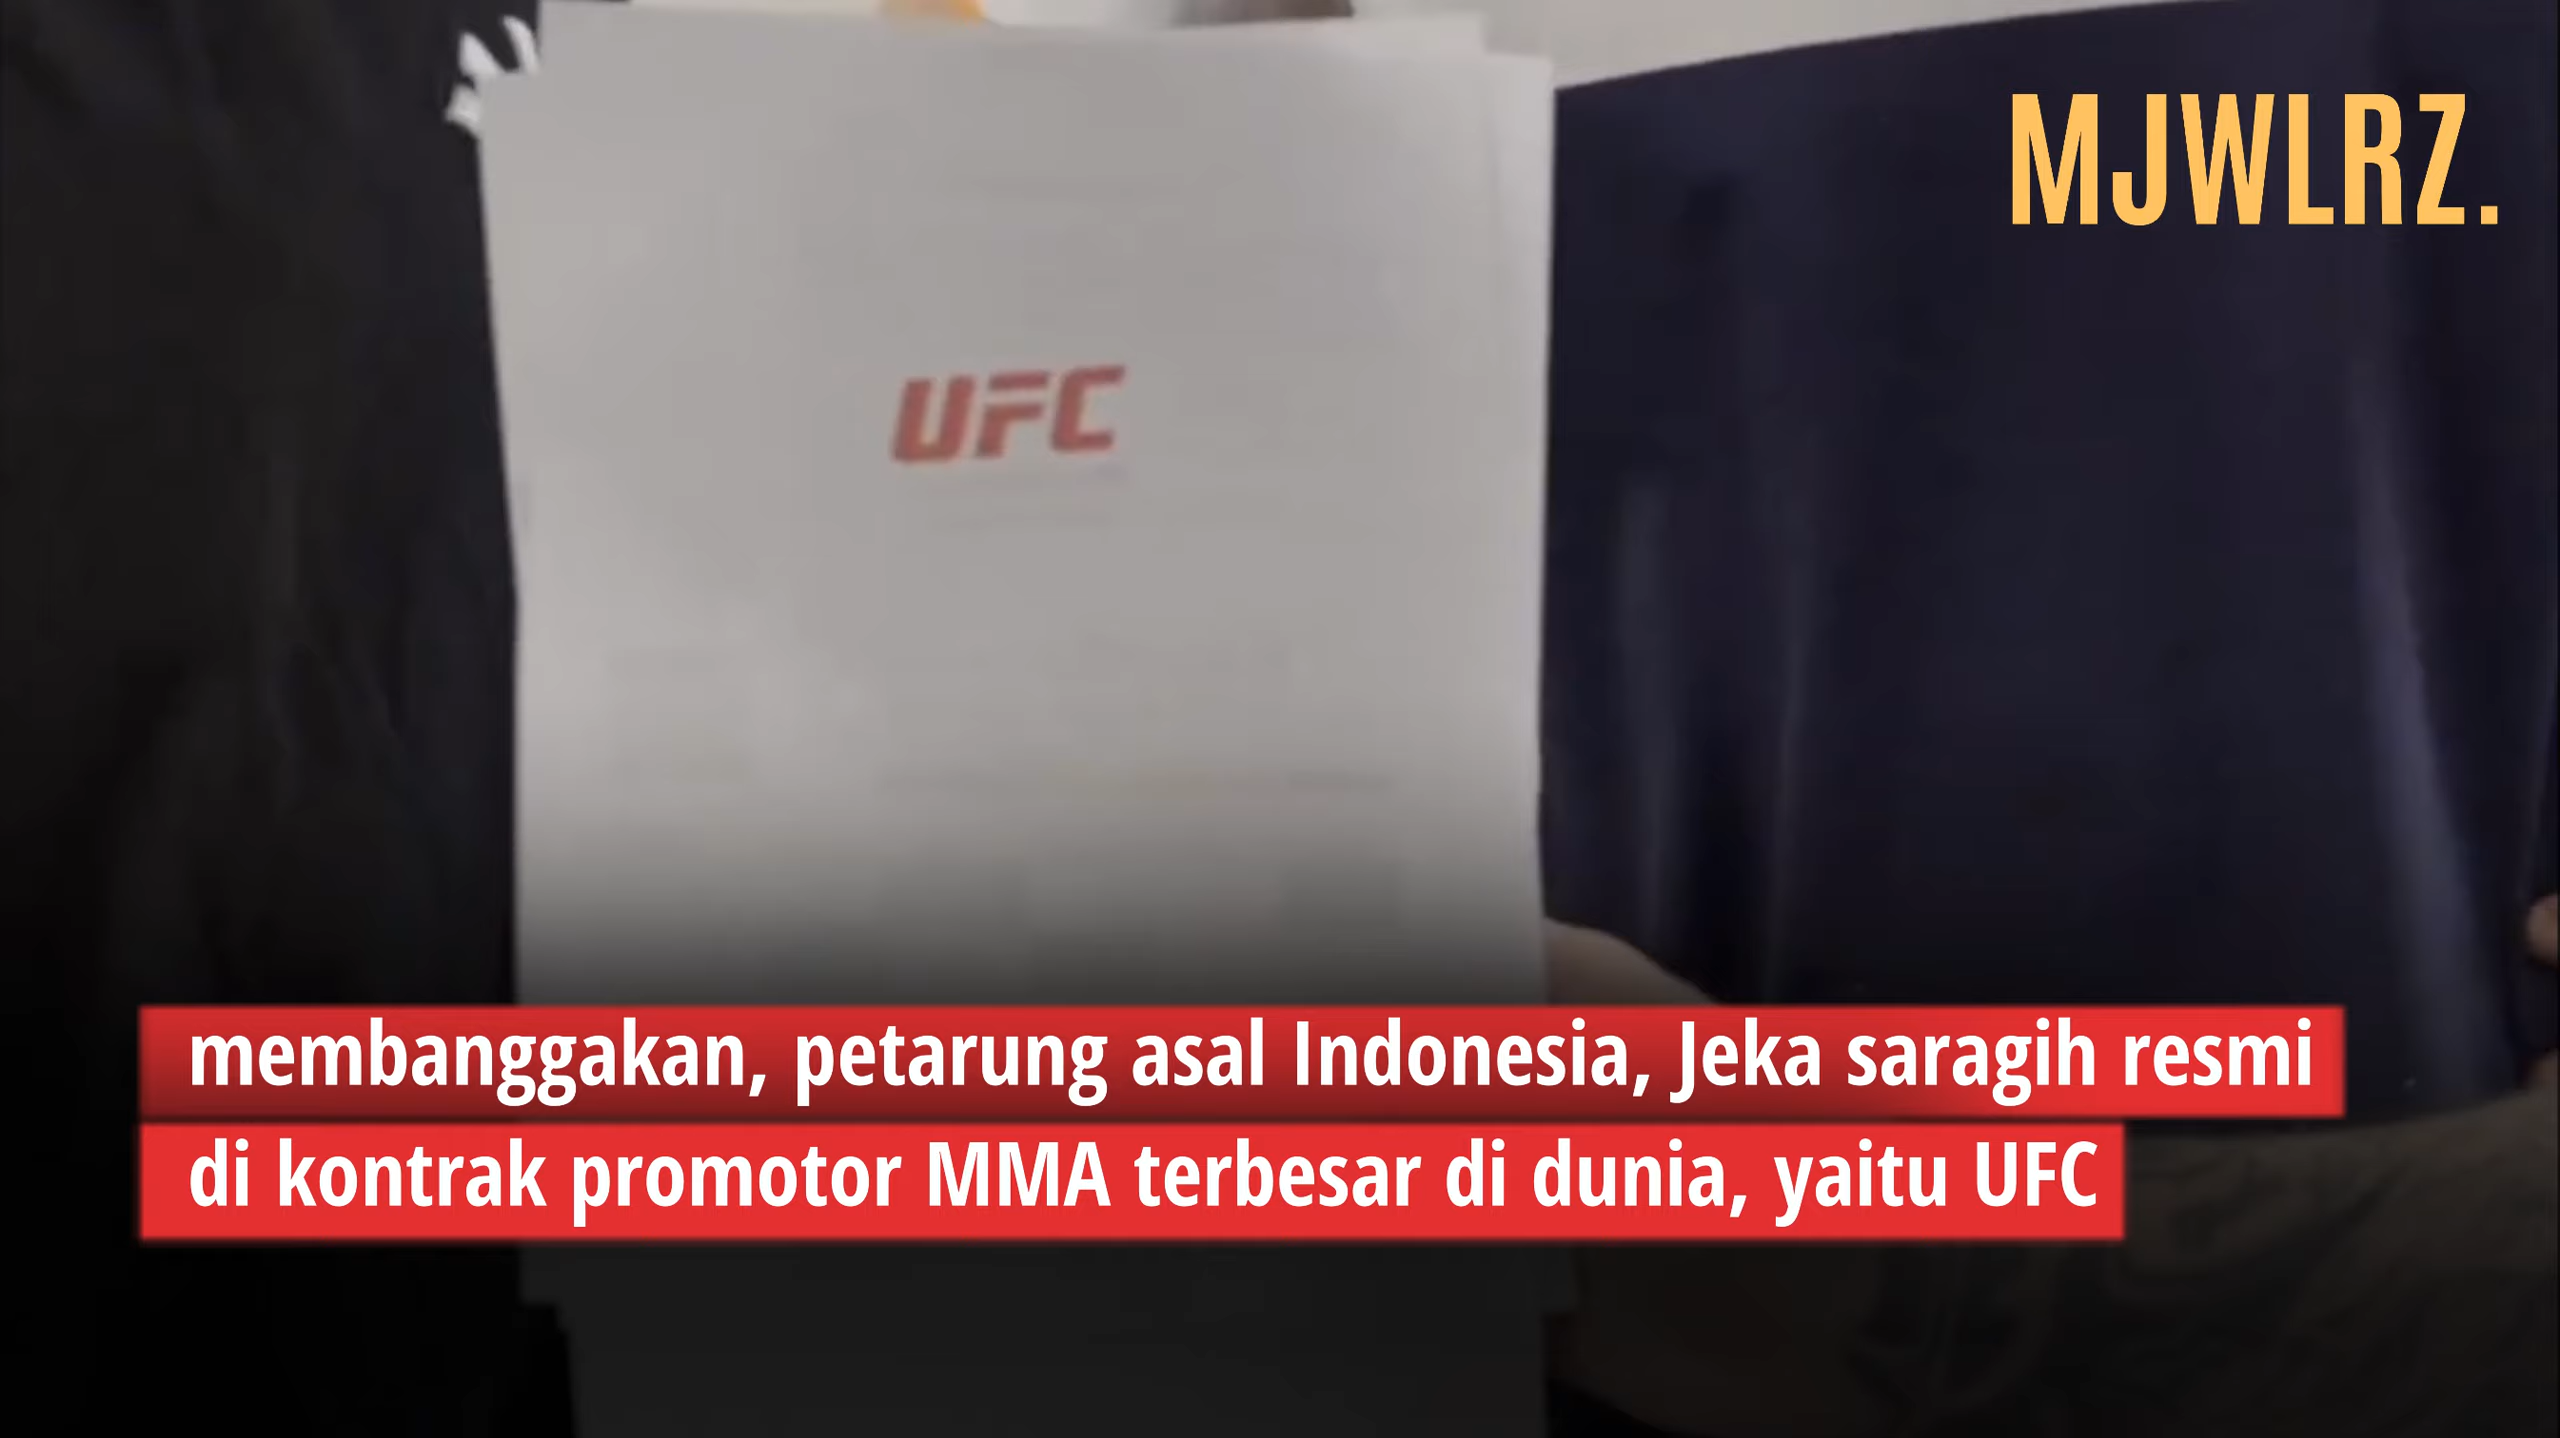 MJWLRZ.
UFC
membanggakan, petarung asal Indonesia, Jeka saragih resmi
di kontrak promotor MMA terbesar di dunia, yaitu UFC